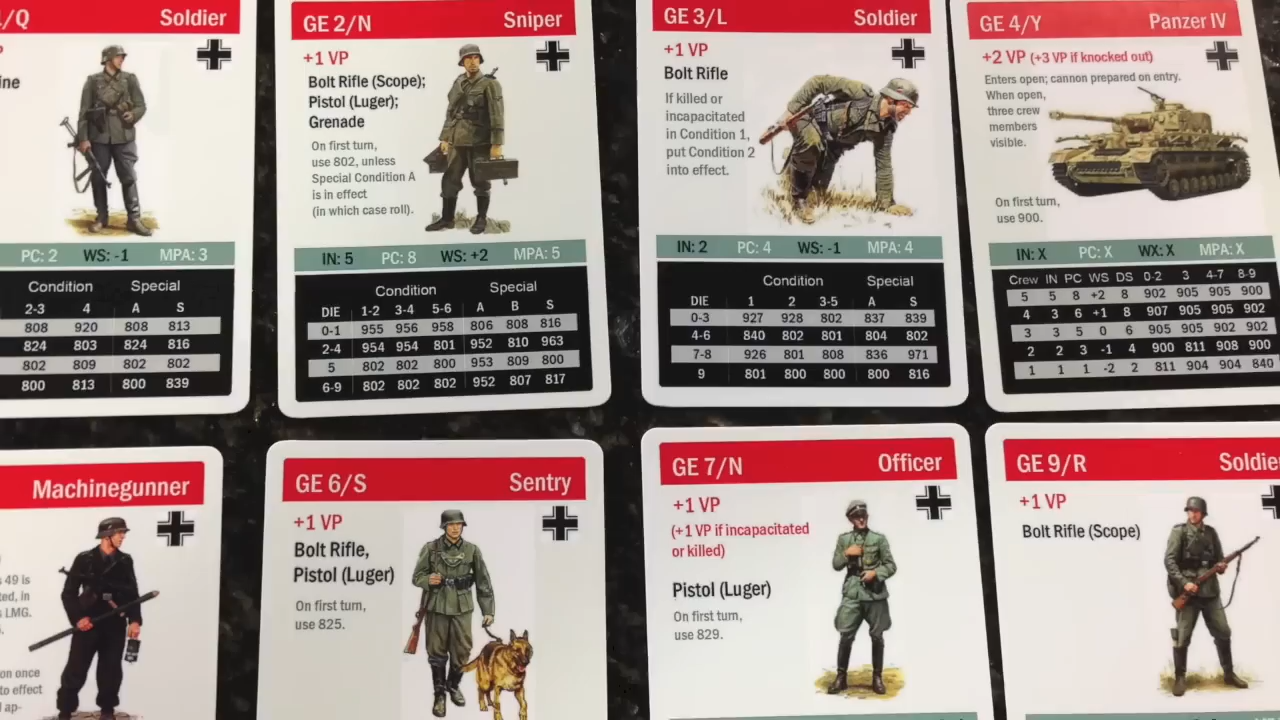 /Q Soldier
ine
PC: 2 WS: -1 MPA: 3
Condition Special
2-3 4 A S
808 920 808 813
824 803 824 816
802 809 802 802
800 813 800 839
GE 2/N Sniper
+1 VP
Bolt Rifle (Scope);
Pistol (Luger);
Grenade
On first turn,
use 802, unless
Special Condition A
is in effect
(in which case roll).
IN: 5 PC: 8 WS: +2 MPA: 5
Condition Special
DIE 1-2 3-4 5-6 A B S
0-1 955 956 958 806 808 816
2-4 954 954 801 952 810 963
5 802 802 800 953 809 800
6-9 802 802 802 952 807 817
GE 3/L Soldier
+1 VP
Bolt Rifle
If killed or
incapacitated
in Condition 1,
put Condition 2
into effect.
IN: 2 PC: 4 WS: -1 MPA: 4
Condition Special
DIE 1 2 3-5 A S
0-3 927 928 802 837 839
4-6 840 802 801 804 802
7-8 926 801 808 836 971
9 801 800 800 800 816
GE 4/Y Panzer IV
+2 VP (+3 VP if knocked out)
Enters open; cannon prepared on entry.
When open,
three crew
members
visible.
On first turn,
use 900.
IN: X PC: X WX: X MPA: X
Crew IN PC WS DS 0-2 3 4-7 8-9
5 5 8 +2 8 902 905 905 900
4 3 6 +1 8 907 905 905 902
3 3 5 0 6 905 905 902 902
2 2 3 -1 4 900 811 908 900
1 1 1 -2 2 811 904 904 840
Machinegunner
49 is
ted, in
LMG.
on once
to effect
ap-
GE 6/S Sentry
+1 VP
Bolt Rifle,
Pistol (Luger)
On first turn,
use 825.
GE 7/N Officer
+1 VP
(+1 VP if incapacitated
or killed)
Pistol (Luger)
On first turn,
use 829.
GE 9/R Soldie
+1 VP
Bolt Rifle (Scope)